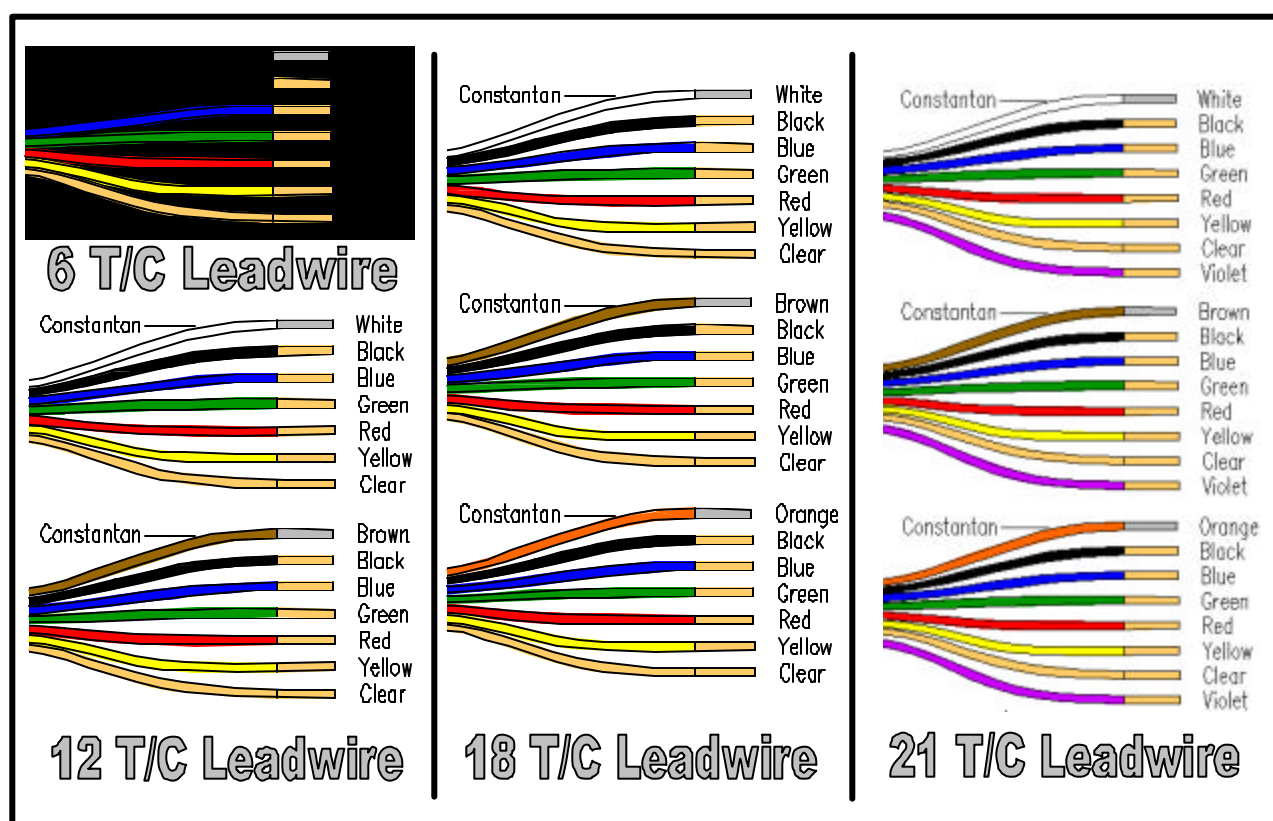 6 T/C Leadwire
Constantan White
Black
Blue
Green
Red
Yellow
Clear
Constantan Brown
Black
Blue
Green
Red
Yellow
Clear
12 T/C Leadwire
Constantan White
Black
Blue
Green
Red
Yellow
Clear
Constantan Brown
Black
Blue
Green
Red
Yellow
Clear
Constantan Orange
Black
Blue
Green
Red
Yellow
Clear
18 T/C Leadwire
Constantan White
Black
Blue
Green
Red
Yellow
Clear
Violet
Constantan Brown
Black
Blue
Green
Red
Yellow
Clear
Violet
Constantan Orange
Black
Blue
Green
Red
Yellow
Clear
Violet
21 T/C Leadwire